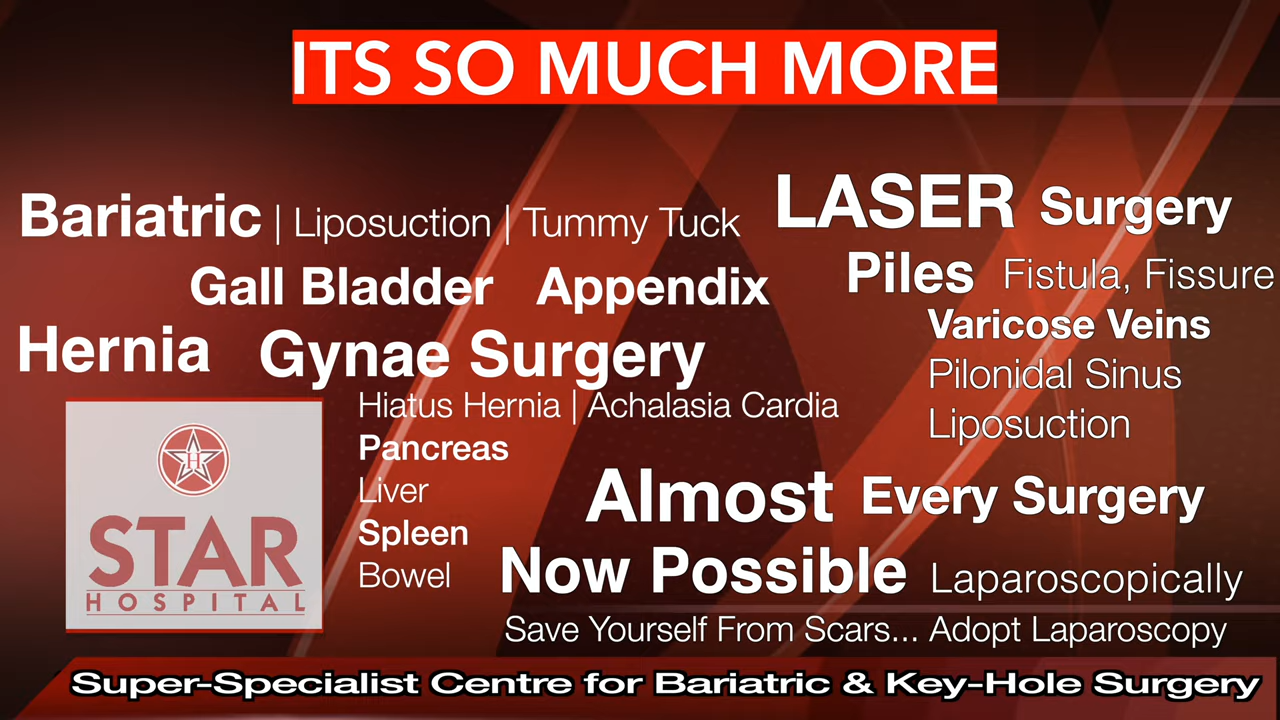 ITS SO MUCH MORE
Bariatric | Liposuction | Tummy Tuck
Gall Bladder Appendix
Hernia Gynae Surgery
Hiatus Hernia | Achalasia Cardia
Pancreas
Liver
Spleen
Bowel
LASER Surgery
Piles Fistula, Fissure
Varicose Veins
Pilonidal Sinus
Liposuction
Almost Every Surgery
Now Possible Laparoscopically
Save Yourself From Scars... Adopt Laparoscopy
H
STAR
HOSPITAL
Super-Specialist Centre for Bariatric & Key-Hole Surgery